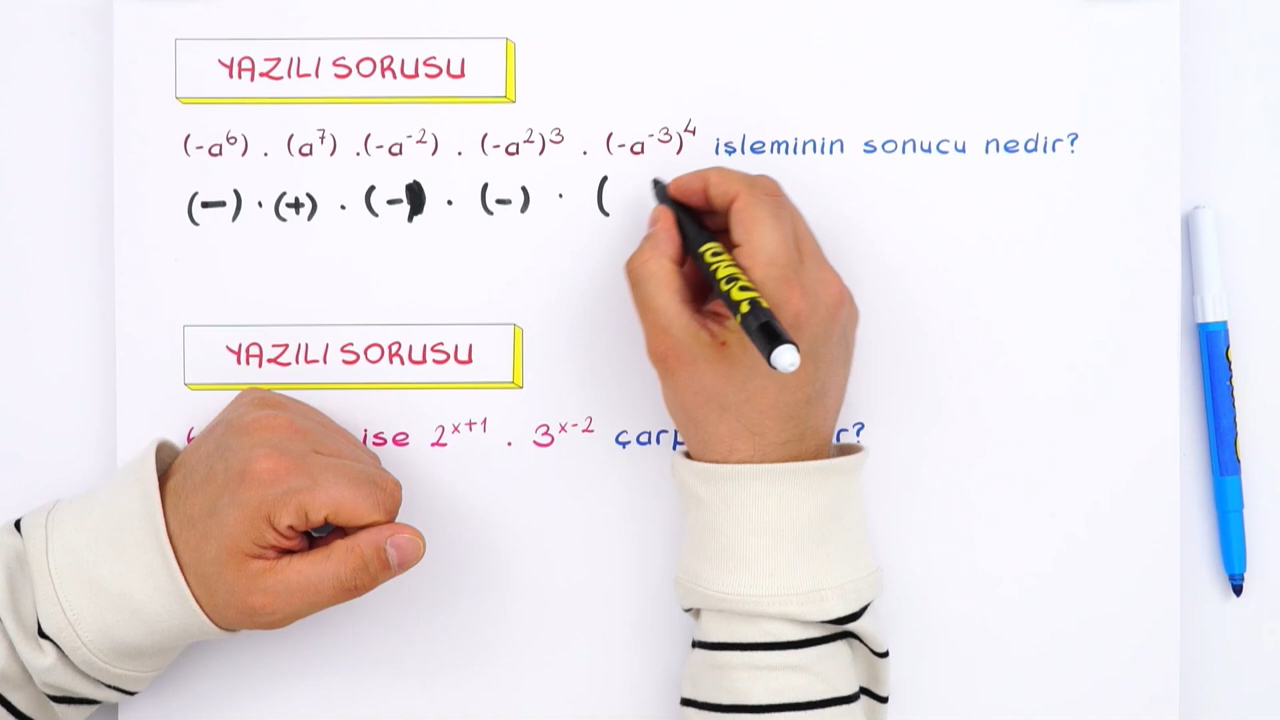 YAZILI SORUSU
(-a⁶) . (a⁷) .(-a⁻²) . (-a²)³ . (-a⁻³)⁴ işleminin sonucu nedir?
(-) · (+) · (-) · (-) · (
YAZILI SORUSU
ise 2ˣ⁺¹ . 3ˣ⁻²